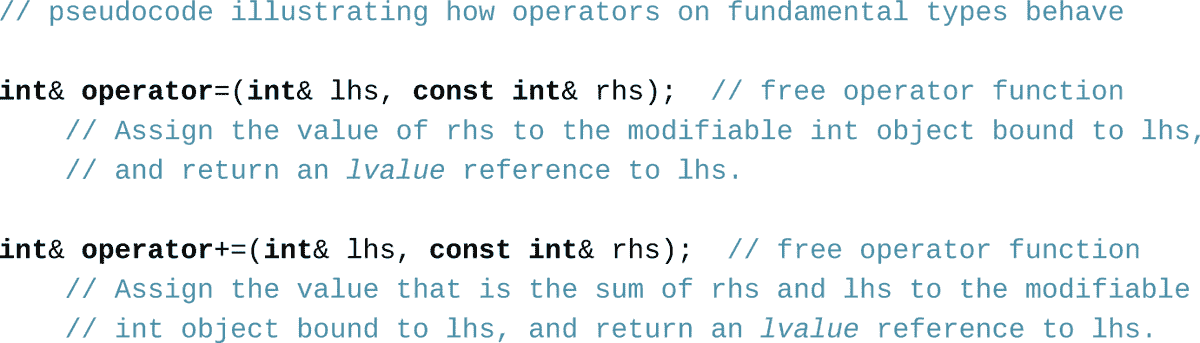 // pseudocode illustrating how operators on fundamental types behave
int& operator=(int& lhs, const int& rhs);  // free operator function
// Assign the value of rhs to the modifiable int object bound to lhs,
// and return an lvalue reference to lhs.
int& operator+=(int& lhs, const int& rhs);  // free operator function
// Assign the value that is the sum of rhs and lhs to the modifiable
// int object bound to lhs, and return an lvalue reference to lhs.